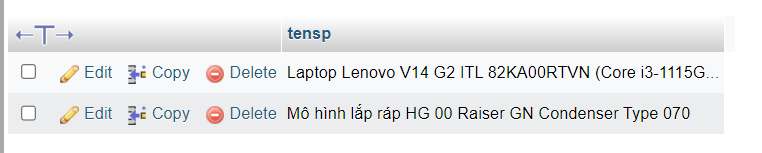 tensp
Edit Copy Delete Laptop Lenovo V14 G2 ITL 82KA00RTVN (Core i3-1115G...
Edit Copy Delete Mô hình lắp ráp HG 00 Raiser GN Condenser Type 070